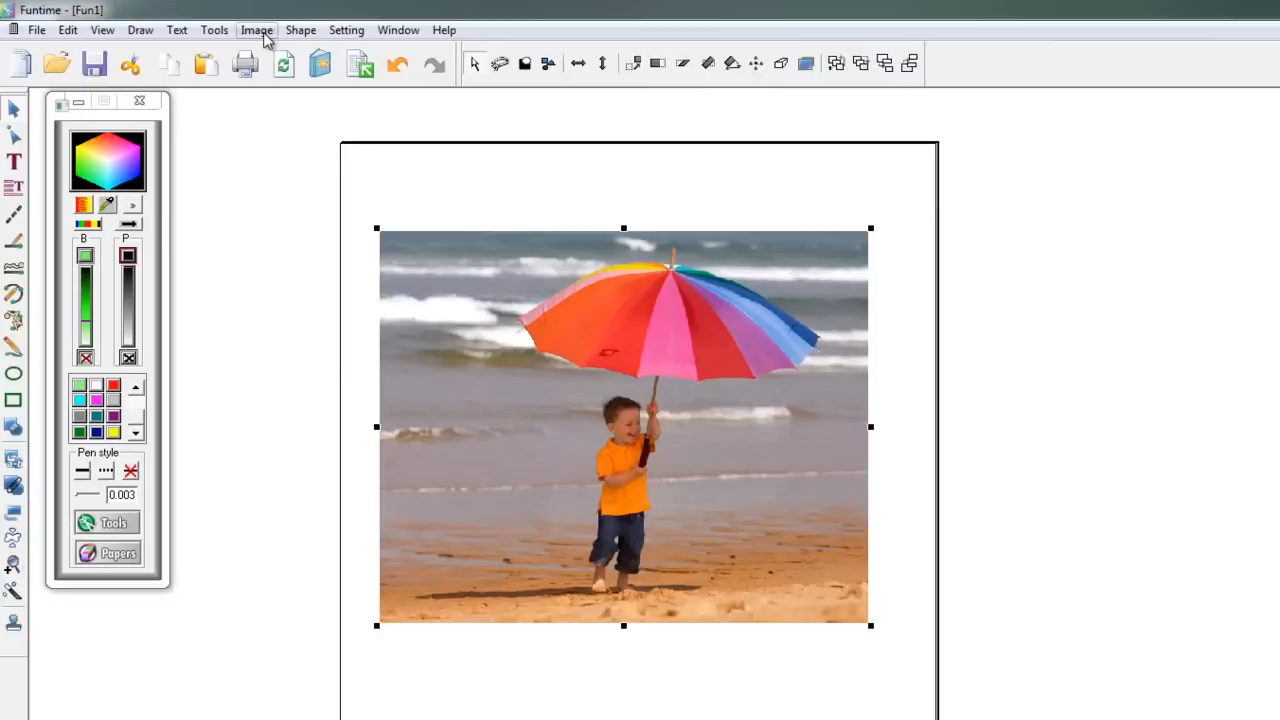 Funtime - [Fun1]
File Edit View Draw Text Tools Image Shape Setting Window Help
B P
Pen style
0.003
Tools
Papers
T
T